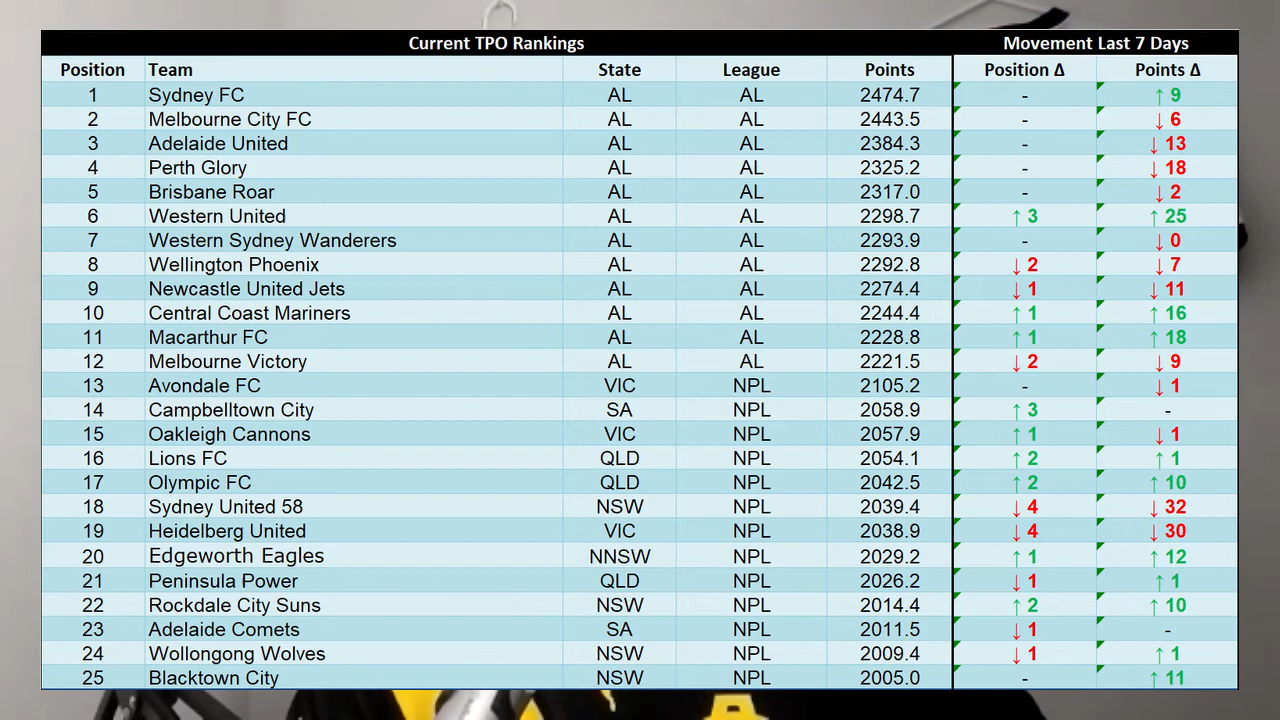 Current TPO Rankings Movement Last 7 Days
Position Team State League Points Position Δ Points Δ
1 Sydney FC AL AL 2474.7 - ↑ 9
2 Melbourne City FC AL AL 2443.5 - ↓ 6
3 Adelaide United AL AL 2384.3 - ↓ 13
4 Perth Glory AL AL 2325.2 - ↓ 18
5 Brisbane Roar AL AL 2317.0 - ↓ 2
6 Western United AL AL 2298.7 ↑ 3 ↑ 25
7 Western Sydney Wanderers AL AL 2293.9 - ↓ 0
8 Wellington Phoenix AL AL 2292.8 ↓ 2 ↓ 7
9 Newcastle United Jets AL AL 2274.4 ↓ 1 ↓ 11
10 Central Coast Mariners AL AL 2244.4 ↑ 1 ↑ 16
11 Macarthur FC AL AL 2228.8 ↑ 1 ↑ 18
12 Melbourne Victory AL AL 2221.5 ↓ 2 ↓ 9
13 Avondale FC VIC NPL 2105.2 - ↓ 1
14 Campbelltown City SA NPL 2058.9 ↑ 3 -
15 Oakleigh Cannons VIC NPL 2057.9 ↑ 1 ↓ 1
16 Lions FC QLD NPL 2054.1 ↑ 2 ↑ 1
17 Olympic FC QLD NPL 2042.5 ↑ 2 ↑ 10
18 Sydney United 58 NSW NPL 2039.4 ↓ 4 ↓ 32
19 Heidelberg United VIC NPL 2038.9 ↓ 4 ↓ 30
20 Edgeworth Eagles NNSW NPL 2029.2 ↑ 1 ↑ 12
21 Peninsula Power QLD NPL 2026.2 ↓ 1 ↑ 1
22 Rockdale City Suns NSW NPL 2014.4 ↑ 2 ↑ 10
23 Adelaide Comets SA NPL 2011.5 ↓ 1 -
24 Wollongong Wolves NSW NPL 2009.4 ↓ 1 ↑ 1
25 Blacktown City NSW NPL 2005.0 - ↑ 11